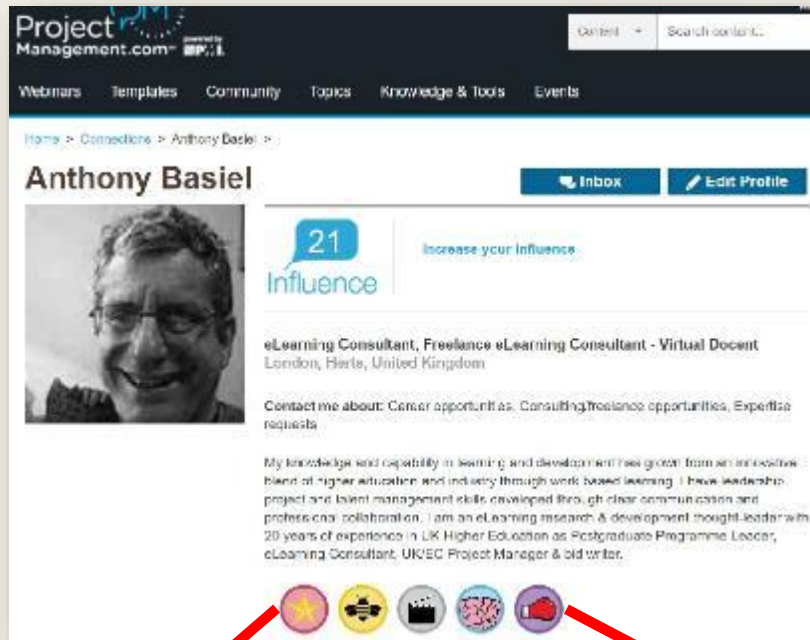 Project
Management.com
Content
Search content...
Webinars Templates Community Topics Knowledge & Tools Events
Home > Connections > Anthony Basiel >
Anthony Basiel
Inbox
Edit Profile
21
Influence
Increase your influence
eLearning Consultant, Freelance eLearning Consultant - Virtual Docent
London, Herts, United Kingdom
Contact me about: Career opportunities, Consulting/freelance opportunities, Expertise
requests
My knowledge and capability in learning and development has grown from an innovative
blend of higher education and industry through work based learning. I have leadership,
project and talent management skills developed through clear communication and
professional collaboration. I am an eLearning research & development thought-leader with
20 years of experience in UK Higher Education as Postgraduate Programme Leader,
eLearning Consultant, UK/EC Project Manager & bid writer.